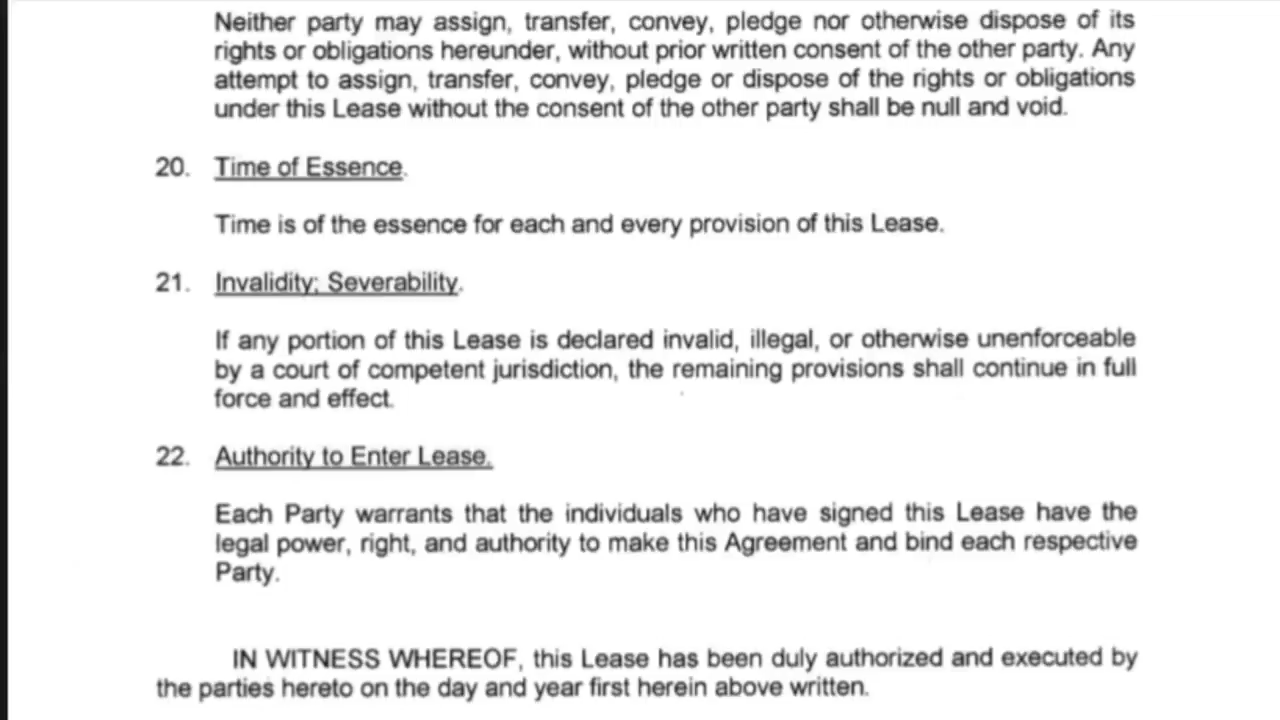 Neither party may assign, transfer, convey, pledge nor otherwise dispose of its
rights or obligations hereunder, without prior written consent of the other party. Any
attempt to assign, transfer, convey, pledge or dispose of the rights or obligations
under this Lease without the consent of the other party shall be null and void.
20. Time of Essence.
Time is of the essence for each and every provision of this Lease.
21. Invalidity; Severability.
If any portion of this Lease is declared invalid, illegal, or otherwise unenforceable
by a court of competent jurisdiction, the remaining provisions shall continue in full
force and effect.
22. Authority to Enter Lease.
Each Party warrants that the individuals who have signed this Lease have the
legal power, right, and authority to make this Agreement and bind each respective
Party.
IN WITNESS WHEREOF, this Lease has been duly authorized and executed by
the parties hereto on the day and year first herein above written.